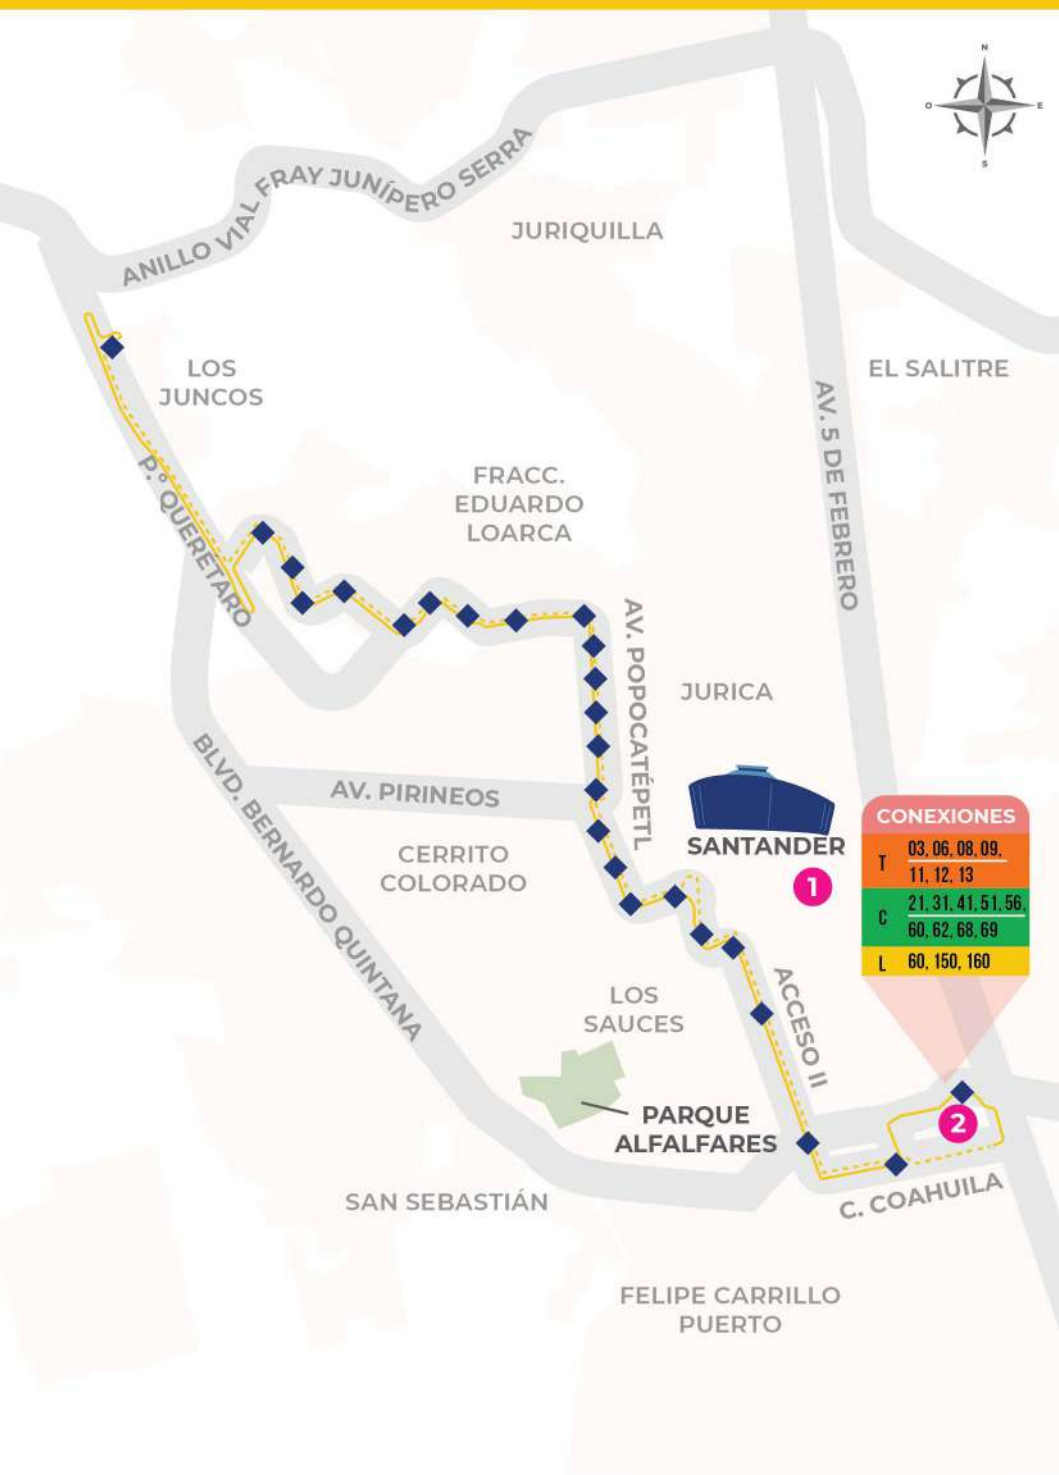 N
O
E
S
ANILLO VIAL FRAY JUNÍPERO SERRA
JURIQUILLA
LOS
JUNCOS
EL SALITRE
AV. 5 DE FEBRERO
P.º QUERÉTARO
FRACC.
EDUARDO
LOARCA
AV. POPOCATÉPETL
JURICA
BLVD. BERNARDO QUINTANA
AV. PIRINEOS
CERRITO
COLORADO
SANTANDER
1
CONEXIONES
T
03, 06, 08, 09,
11, 12, 13
C
21, 31, 41, 51, 56,
60, 62, 68, 69
L
60, 150, 160
LOS
SAUCES
ACCESO II
PARQUE
ALFALFARES
2
SAN SEBASTIÁN
C. COAHUILA
FELIPE CARRILLO
PUERTO